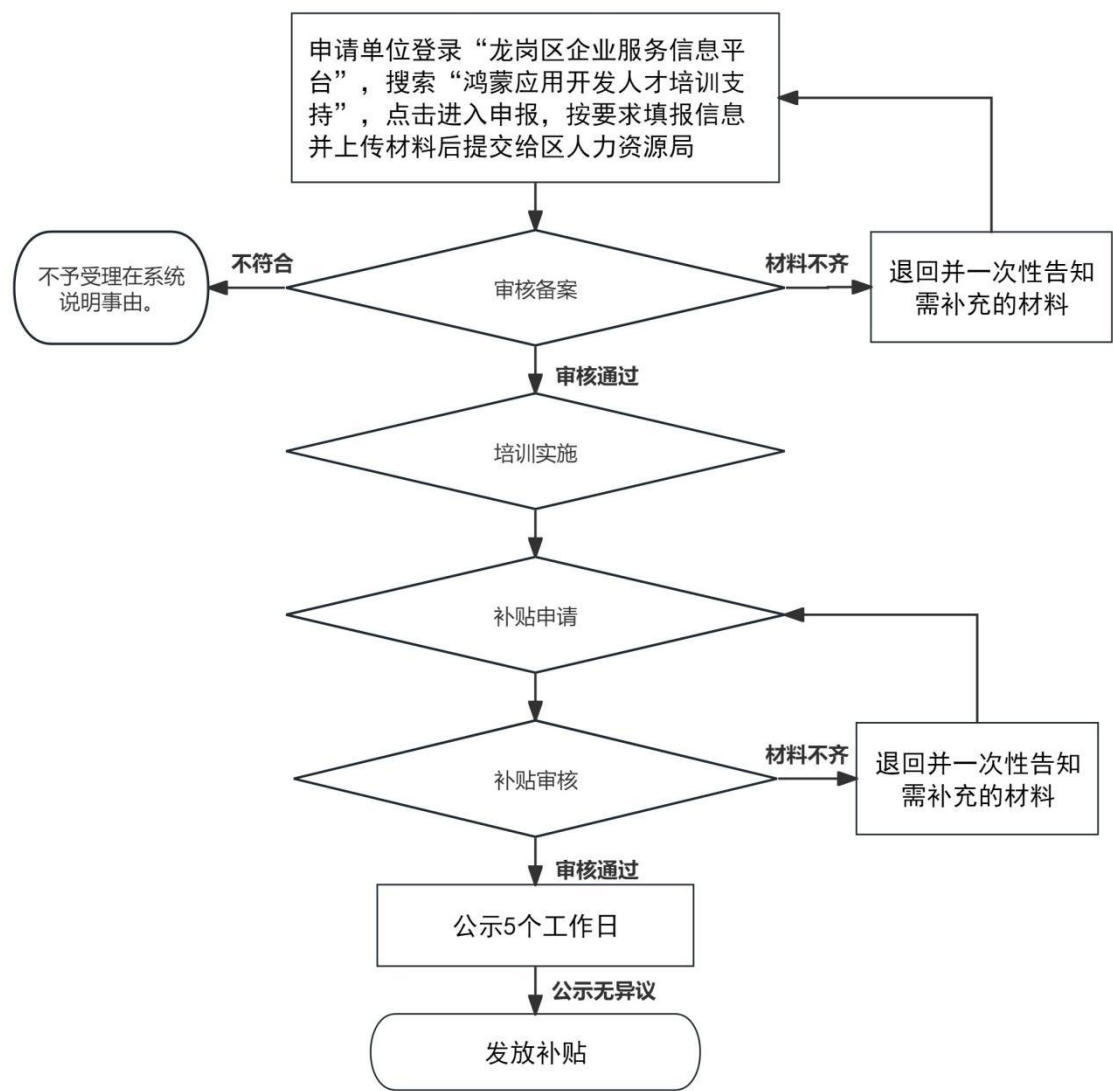 申请单位登录“龙岗区企业服务信息平
台”,搜索“鸿蒙应用开发人才培训支
持”,点击进入申报,按要求填报信息
并上传材料后提交给区人力资源局
不予受理在系统
说明事由。
不符合
审核备案
材料不齐
退回并一次性告知
需补充的材料
审核通过
培训实施
补贴申请
补贴审核
材料不齐
退回并一次性告知
需补充的材料
审核通过
公示5个工作日
公示无异议
发放补贴